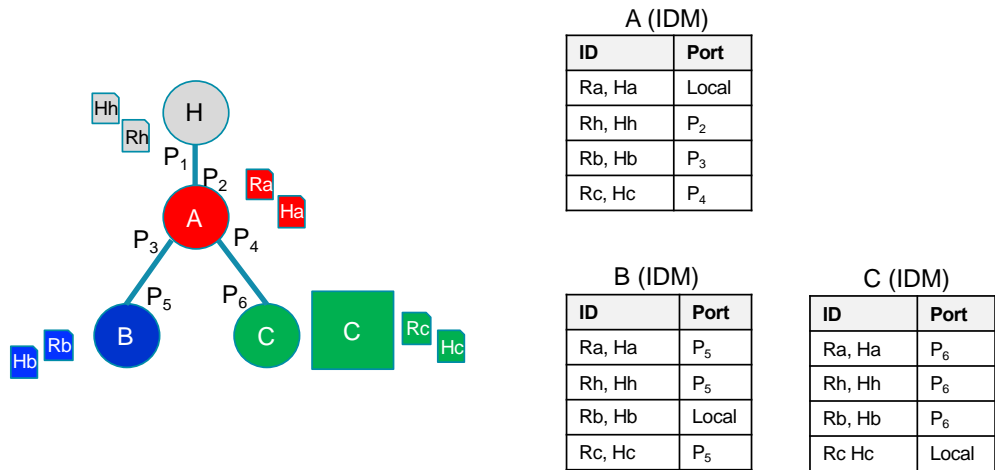 Hh
Rh
H
P1
P2
Ra
Ha
A
P3
P4
P5
P6
Hb
Rb
B
C
C
Rc
Hc
A (IDM)
ID Port
Ra, Ha Local
Rh, Hh P2
Rb, Hb P3
Rc, Hc P4
B (IDM)
ID Port
Ra, Ha P5
Rh, Hh P5
Rb, Hb Local
Rc, Hc P5
C (IDM)
ID Port
Ra, Ha P6
Rh, Hh P6
Rb, Hb P6
Rc Hc Local